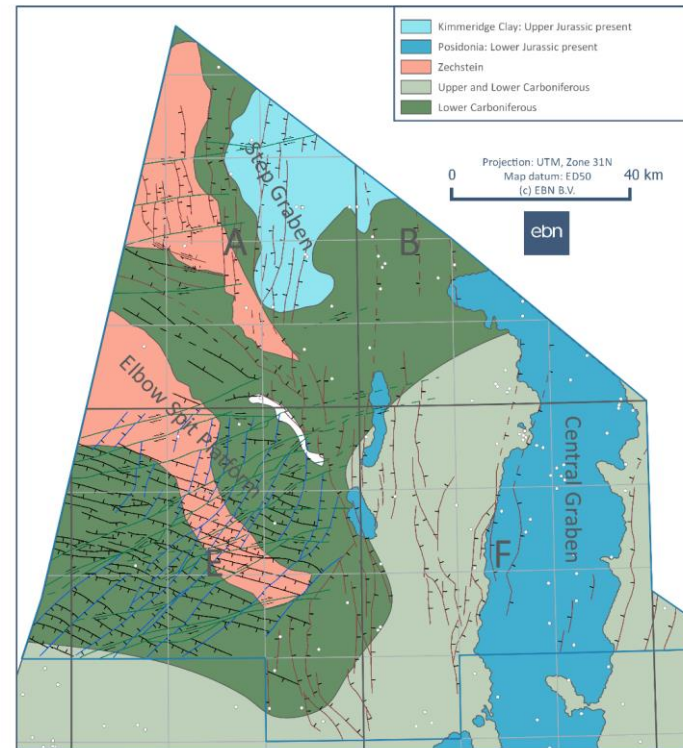 Kimmeridge Clay: Upper Jurassic present
Posidonia: Lower Jurassic present
Zechstein
Upper and Lower Carboniferous
Lower Carboniferous
Projection: UTM, Zone 31N
Map datum: ED50
(c) EBN B.V.
0
40 km
ebn
Step Graben
A
B
Elbow Spit Platform
Central Graben
E
F